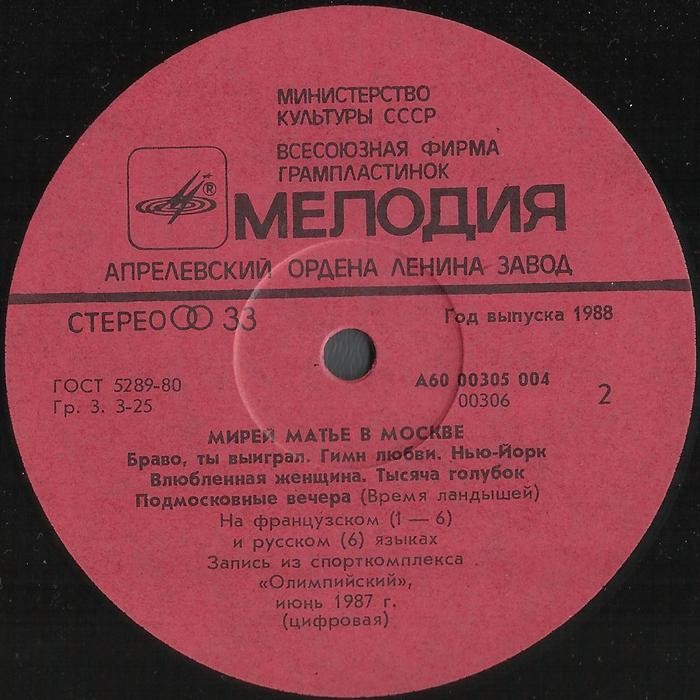 МИНИСТЕРСТВО
КУЛЬТУРЫ СССР
ВСЕСОЮЗНАЯ ФИРМА
ГРАМПЛАСТИНОК
®
МЕЛОДИЯ
АПРЕЛЕВСКИЙ ОРДЕНА ЛЕНИНА ЗАВОД
СТЕРЕО 33
Год выпуска 1988
ГОСТ 5289-80
Гр. 3. 3-25
А60 00305 004
00306
2
МИРЕЙ МАТЬЕ В МОСКВЕ
Браво, ты выиграл. Гимн любви. Нью-Йорк
Влюбленная женщина. Тысяча голубок
Подмосковные вечера (Время ландышей)
На французском (1 — 6)
и русском (6) языках
Запись из спорткомплекса
«Олимпийский»,
июнь 1987 г.
(цифровая)